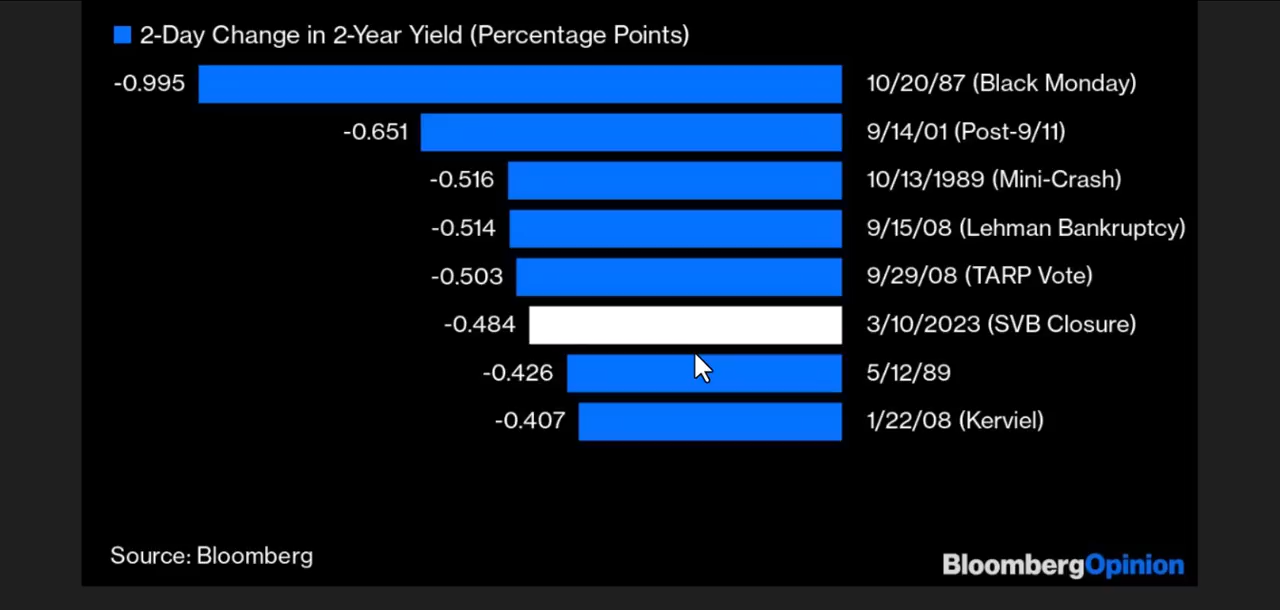 2-Day Change in 2-Year Yield (Percentage Points)
-0.995 10/20/87 (Black Monday)
-0.651 9/14/01 (Post-9/11)
-0.516 10/13/1989 (Mini-Crash)
-0.514 9/15/08 (Lehman Bankruptcy)
-0.503 9/29/08 (TARP Vote)
-0.484 3/10/2023 (SVB Closure)
-0.426 5/12/89
-0.407 1/22/08 (Kerviel)
Source: Bloomberg
BloombergOpinion